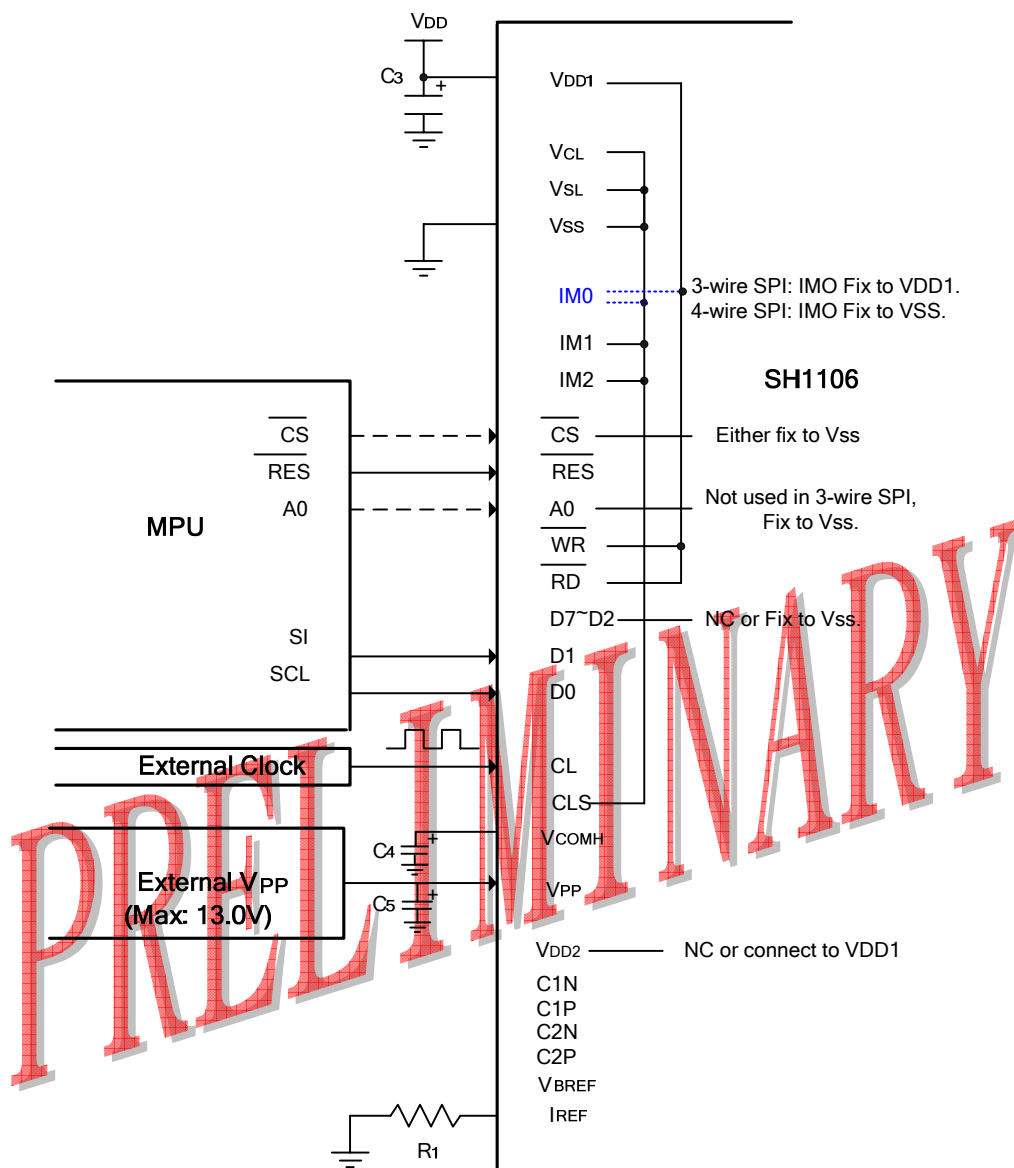 VDD
C3
+
VDD1
VCL
VSL
VSS
IM0
3-wire SPI: IMO Fix to VDD1.
4-wire SPI: IMO Fix to VSS.
IM1
IM2
SH1106
CS
CS
Either fix to Vss
RES
RES
A0
A0
Not used in 3-wire SPI,
Fix to Vss.
MPU
WR
RD
D7~D2
NC or Fix to Vss.
SI
D1
SCL
D0
External Clock
CL
CLS
C4
+
VCOMH
External VPP
(Max: 13.0V)
C5
+
VPP
VDD2
NC or connect to VDD1
C1N
C1P
C2N
C2P
VBREF
IREF
R1
PRELIMINARY